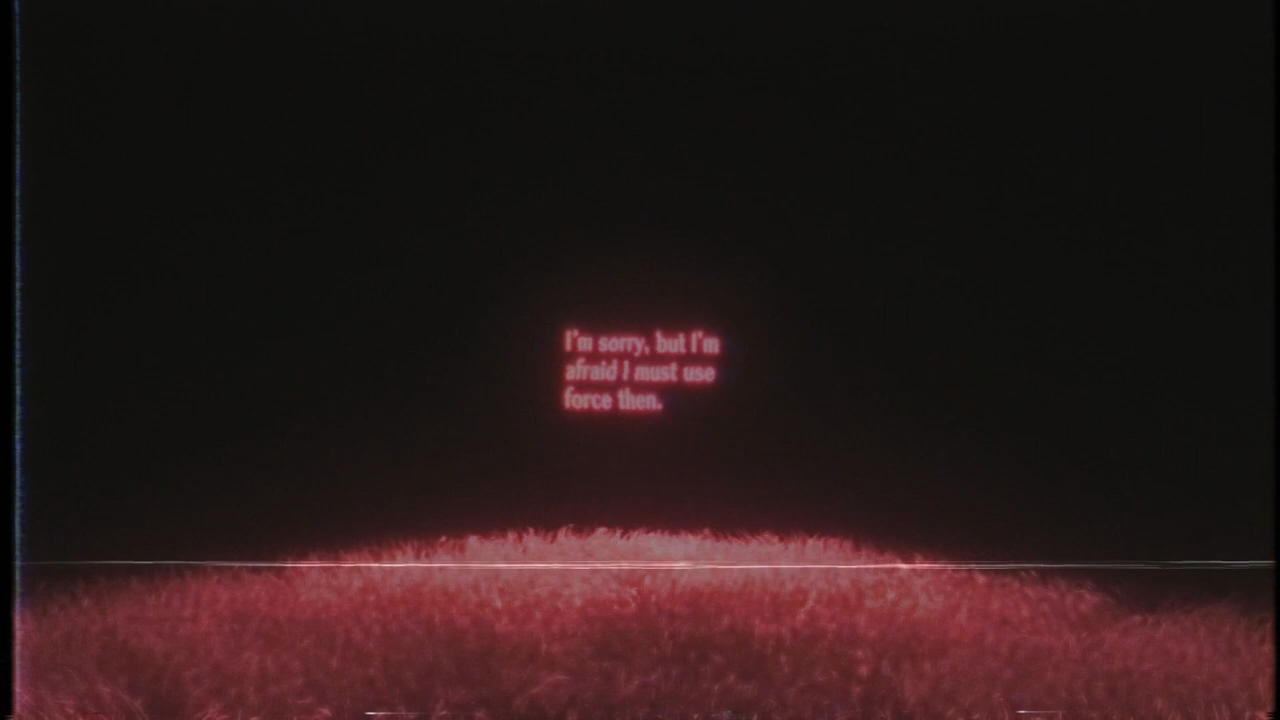 I'm sorry, but I'm
afraid I must use
force then.